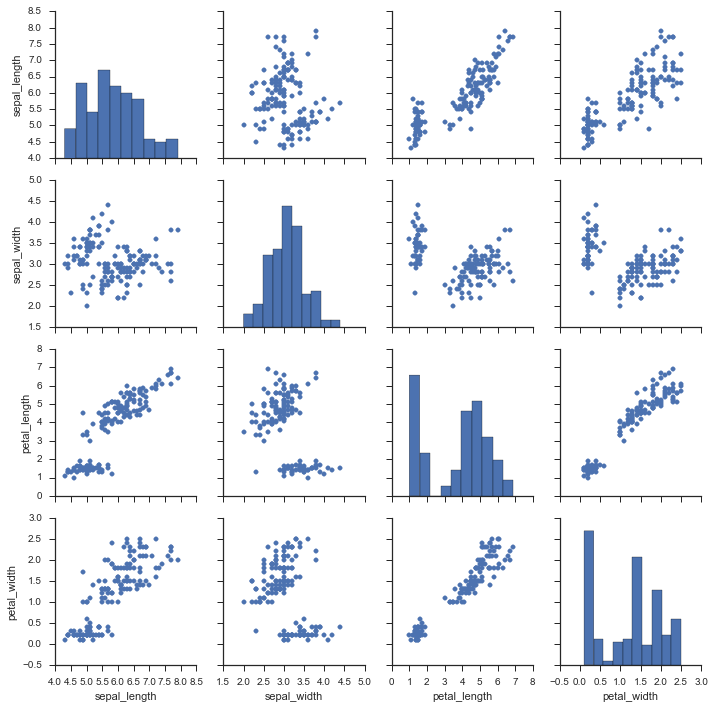 8.5
8.0
7.5
7.0
6.5
6.0
5.5
5.0
4.5
4.0
sepal_length
5.0
4.5
4.0
3.5
3.0
2.5
2.0
1.5
sepal_width
8
7
6
5
4
3
2
1
0
petal_length
3.0
2.5
2.0
1.5
1.0
0.5
0.0
−0.5
petal_width
4.0 4.5 5.0 5.5 6.0 6.5 7.0 7.5 8.0 8.5
sepal_length
1.5 2.0 2.5 3.0 3.5 4.0 4.5 5.0
sepal_width
0 1 2 3 4 5 6 7 8
petal_length
−0.5 0.0 0.5 1.0 1.5 2.0 2.5 3.0
petal_width